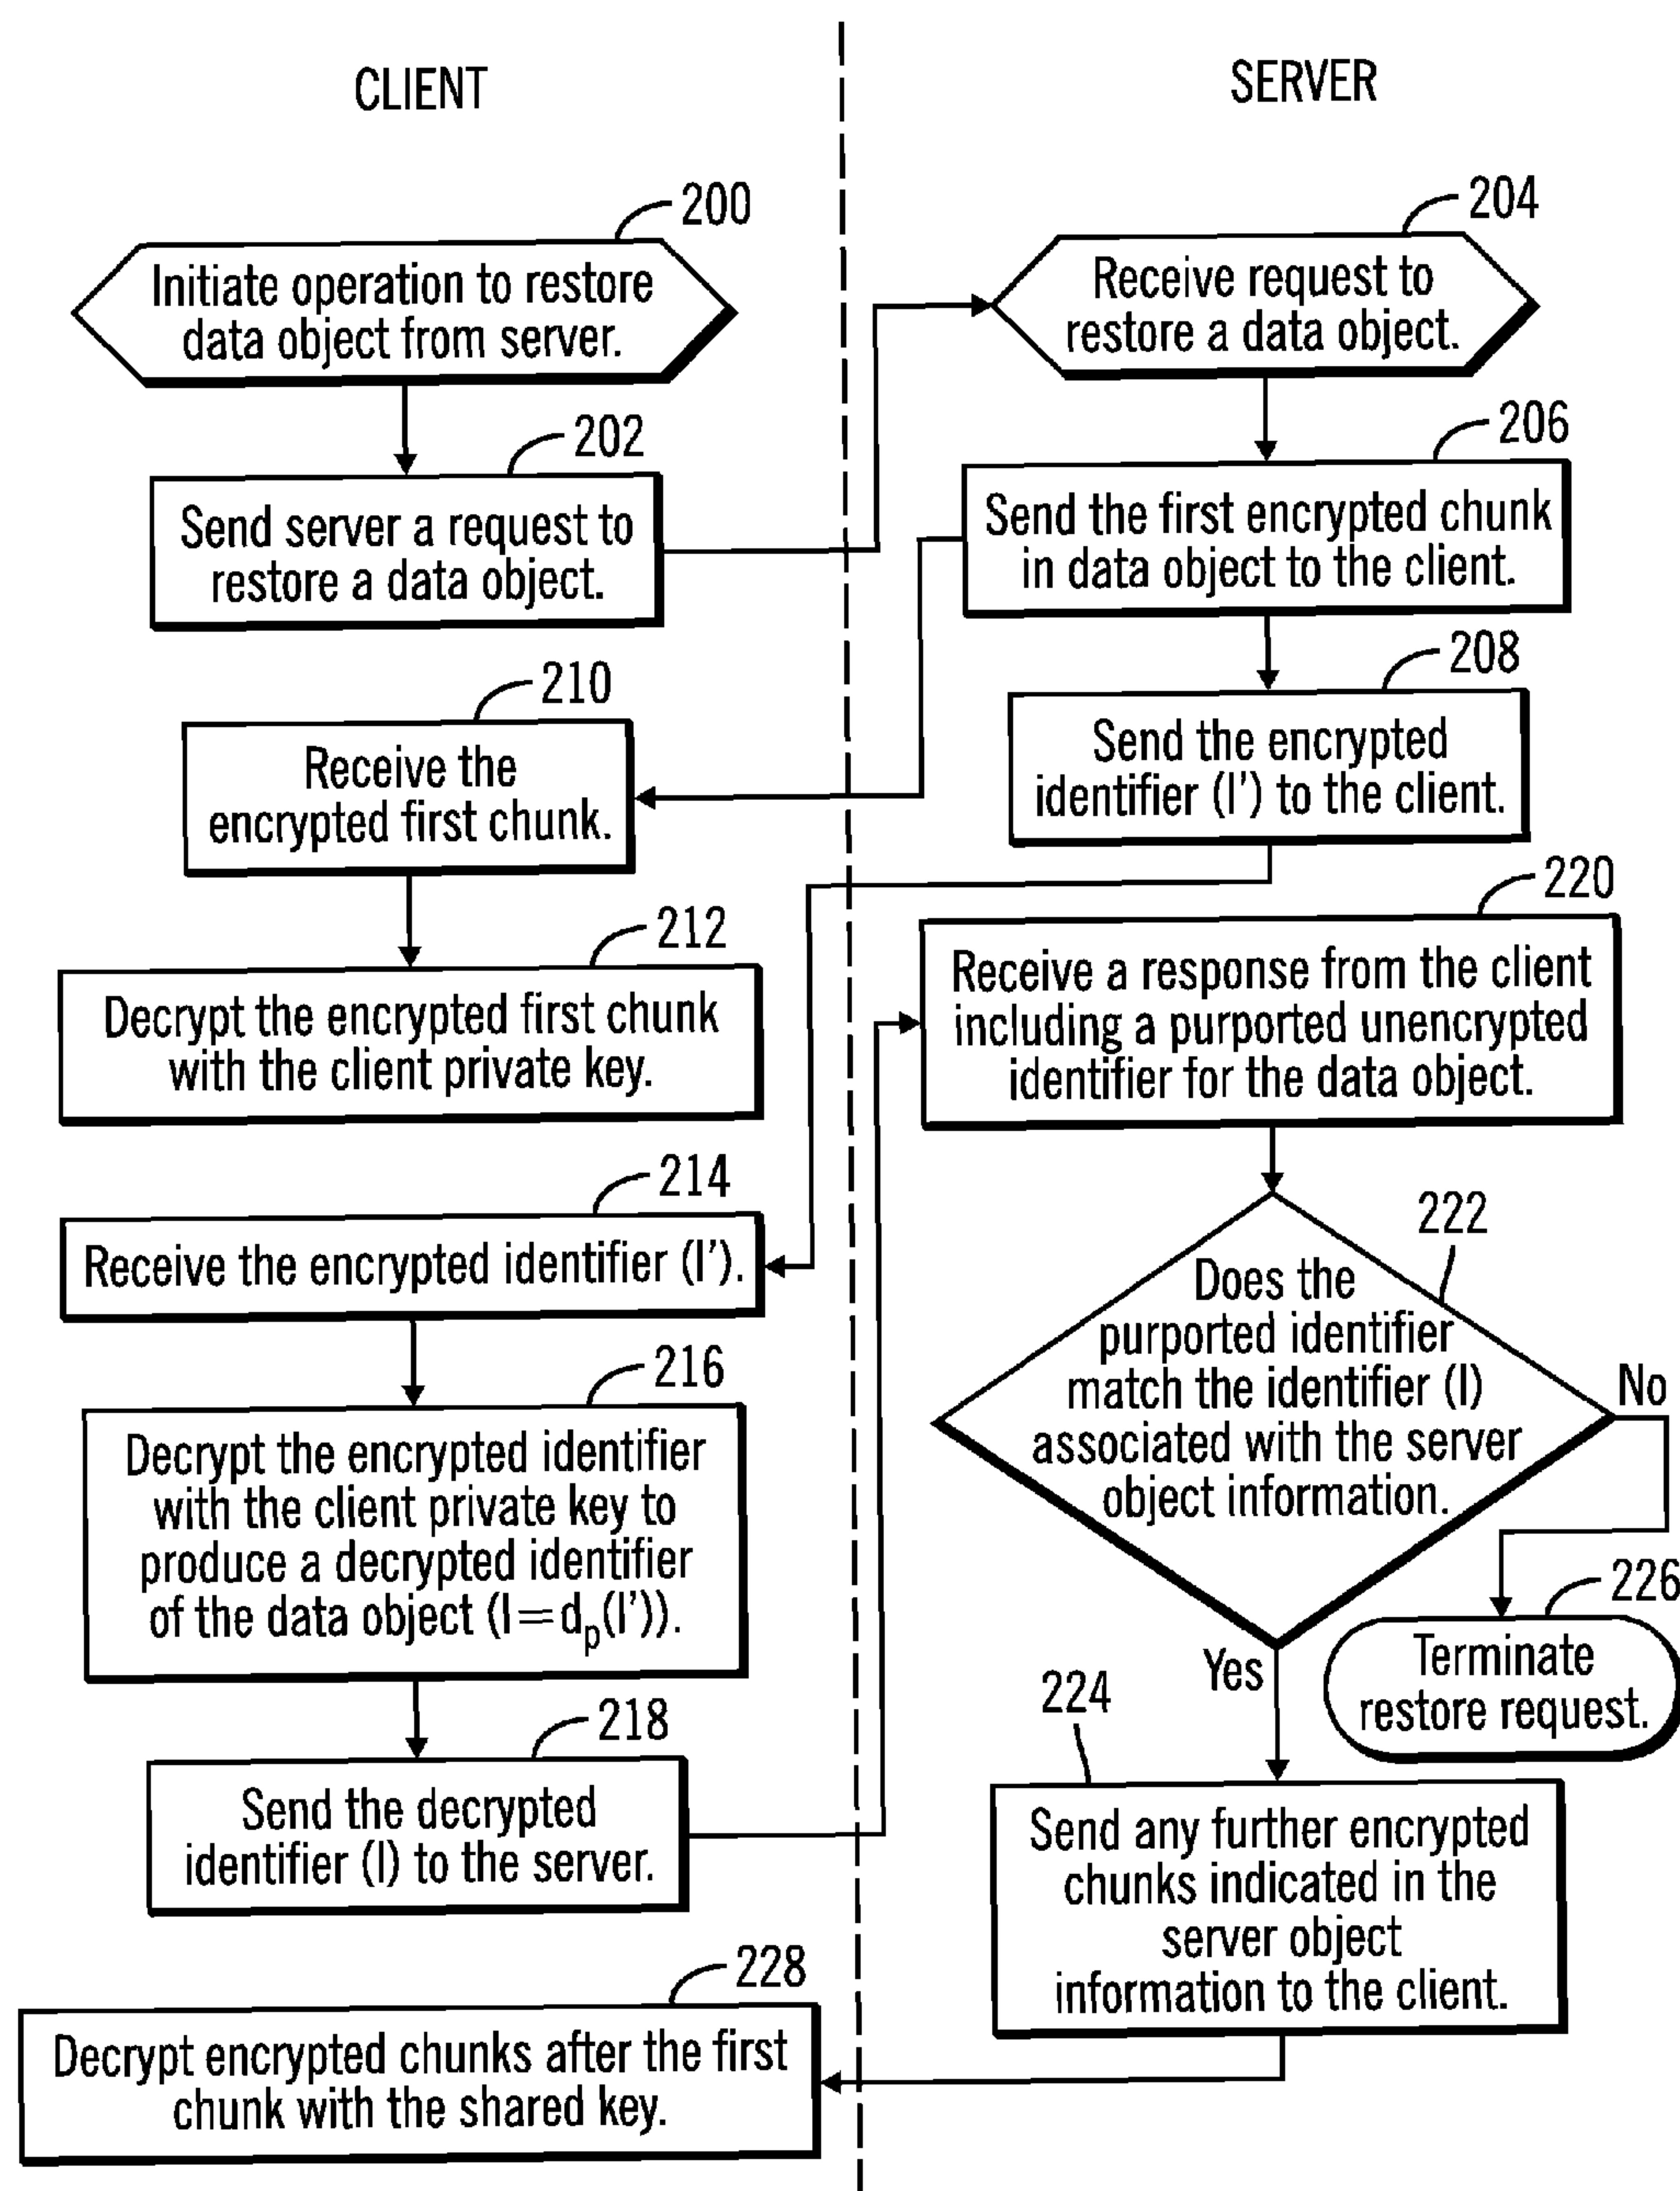 CLIENT
SERVER
200
Initiate operation to restore
data object from server.
202
Send server a request to
restore a data object.
204
Receive request to
restore a data object.
206
Send the first encrypted chunk
in data object to the client.
208
Send the encrypted
identifier (I') to the client.
210
Receive the
encrypted first chunk.
212
Decrypt the encrypted first chunk
with the client private key.
214
Receive the encrypted identifier (I').
216
Decrypt the encrypted identifier
with the client private key to
produce a decrypted identifier
of the data object (I=dp(I')).
218
Send the decrypted
identifier (I) to the server.
220
Receive a response from the client
including a purported unencrypted
identifier for the data object.
222
Does the
purported identifier
match the identifier (I)
associated with the server
object information.
No
226
Terminate
restore request.
Yes
224
Send any further encrypted
chunks indicated in the
server object
information to the client.
228
Decrypt encrypted chunks after the first
chunk with the shared key.